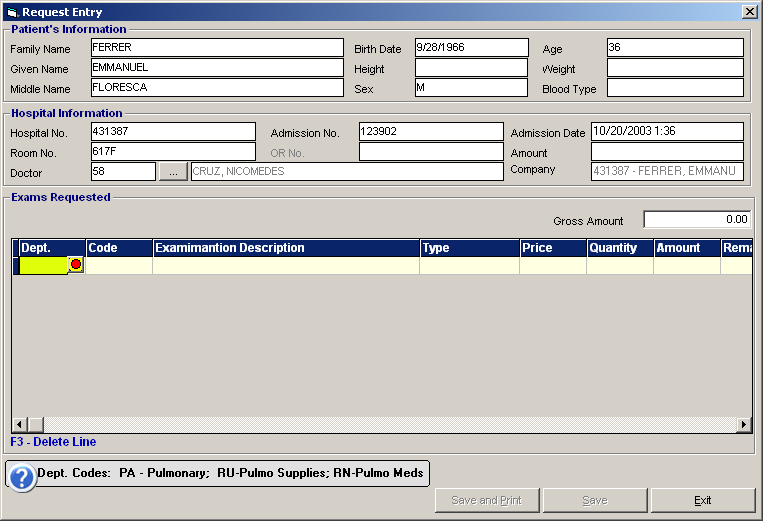 Request Entry
Patient's Information
Family Name FERRER Birth Date 9/28/1966 Age 36
Given Name EMMANUEL Height Weight
Middle Name FLORESCA Sex M Blood Type
Hospital Information
Hospital No. 431387 Admission No. 123902 Admission Date 10/20/2003 1:36
Room No. 617F OR No. Amount
Doctor 58 ... CRUZ, NICOMEDES Company 431387 - FERRER, EMMANU
Exams Requested
Gross Amount 0.00
Dept. Code Examimantion Description Type Price Quantity Amount Rema
F3 - Delete Line
? Dept. Codes: PA - Pulmonary; RU-Pulmo Supplies; RN-Pulmo Meds
Save and Print Save Exit